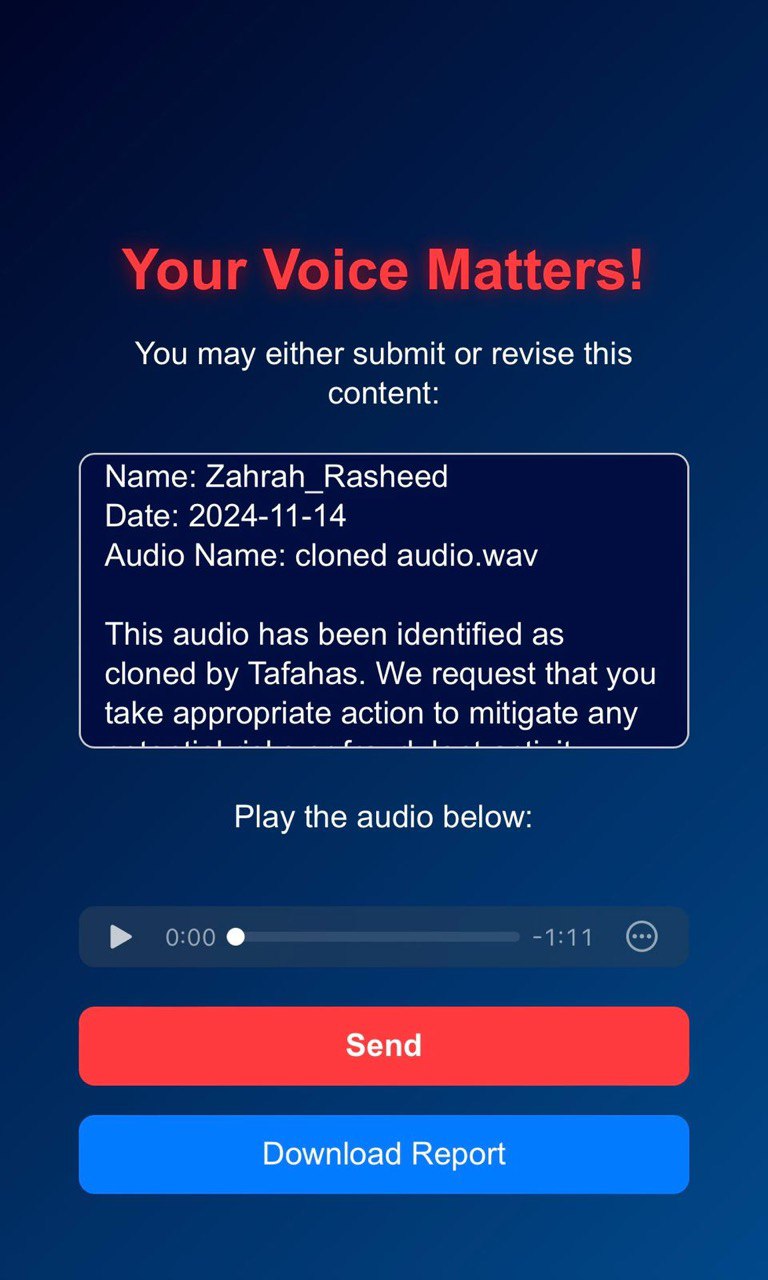 Your Voice Matters!
You may either submit or revise this
content:
Name: Zahrah_Rasheed
Date: 2024-11-14
Audio Name: cloned audio.wav
This audio has been identified as
cloned by Tafahas. We request that you
take appropriate action to mitigate any
Play the audio below:
0:00
-1:11
Send
Download Report